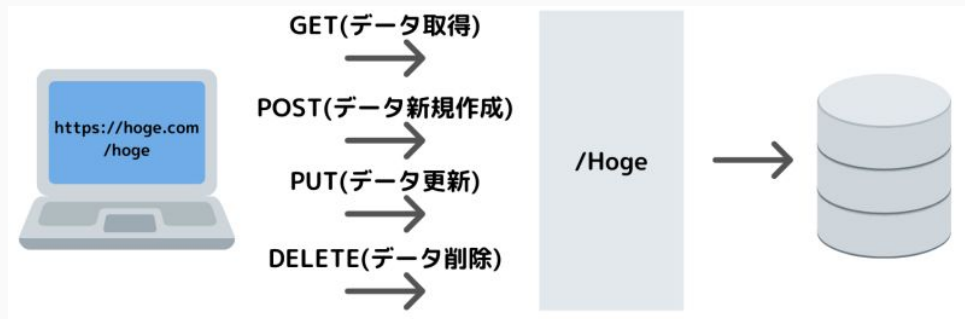 GET(データ取得)
https://hoge.com
/hoge
POST(データ新規作成)
PUT(データ更新)
DELETE(データ削除)
/Hoge